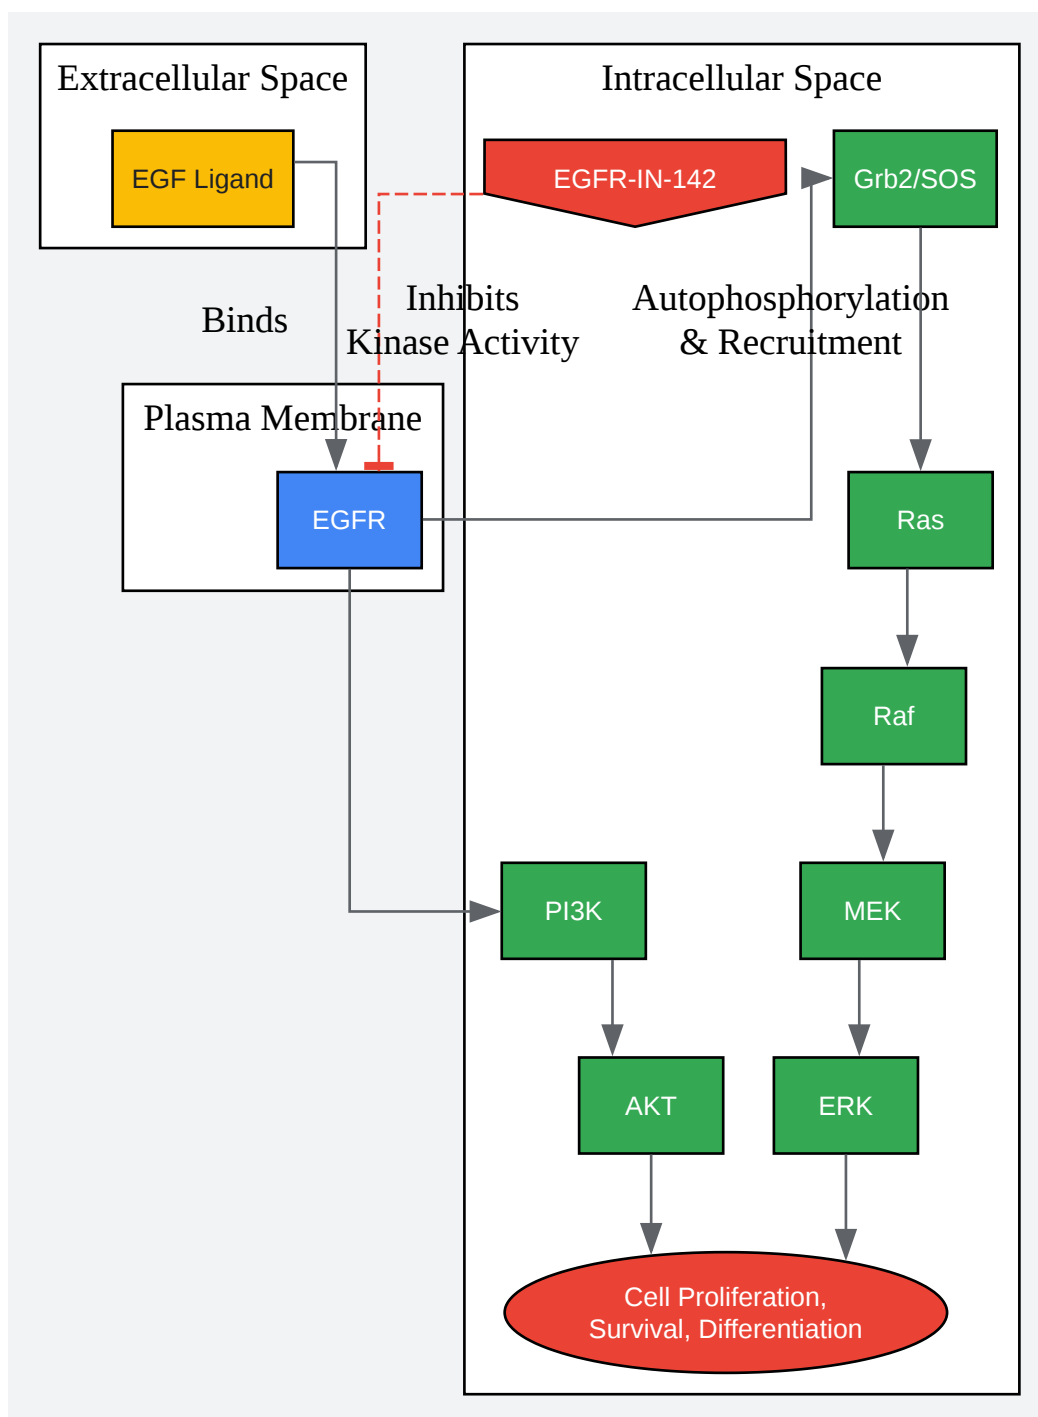 Extracellular Space
Intracellular Space
EGF Ligand
EGFR-IN-142
Grb2/SOS
Binds
Inhibits
Kinase Activity
Autophosphorylation
& Recruitment
Plasma Membrane
EGFR
Ras
Raf
PI3K
MEK
AKT
ERK
Cell Proliferation,
Survival, Differentiation